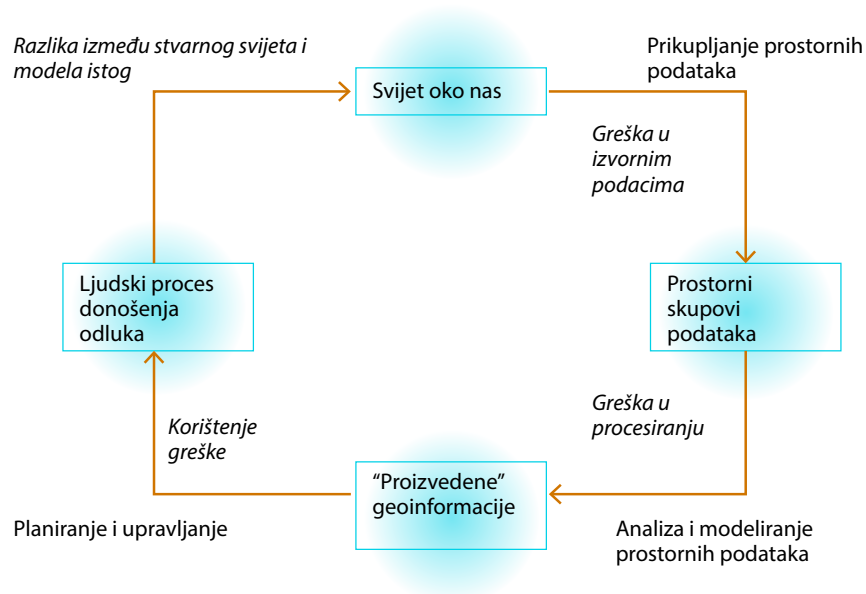 Razlika između stvarnog svijeta i
modela istog
Svijet oko nas
Prikupljanje prostornih
podataka
Greška u
izvornim
podacima
Ljudski proces
donošenja
odluka
Prostorni
skupovi
podataka
Korištenje
greške
Greška u
procesiranju
“Proizvedene”
geoinformacije
Planiranje i upravljanje
Analiza i modeliranje
prostornih podataka